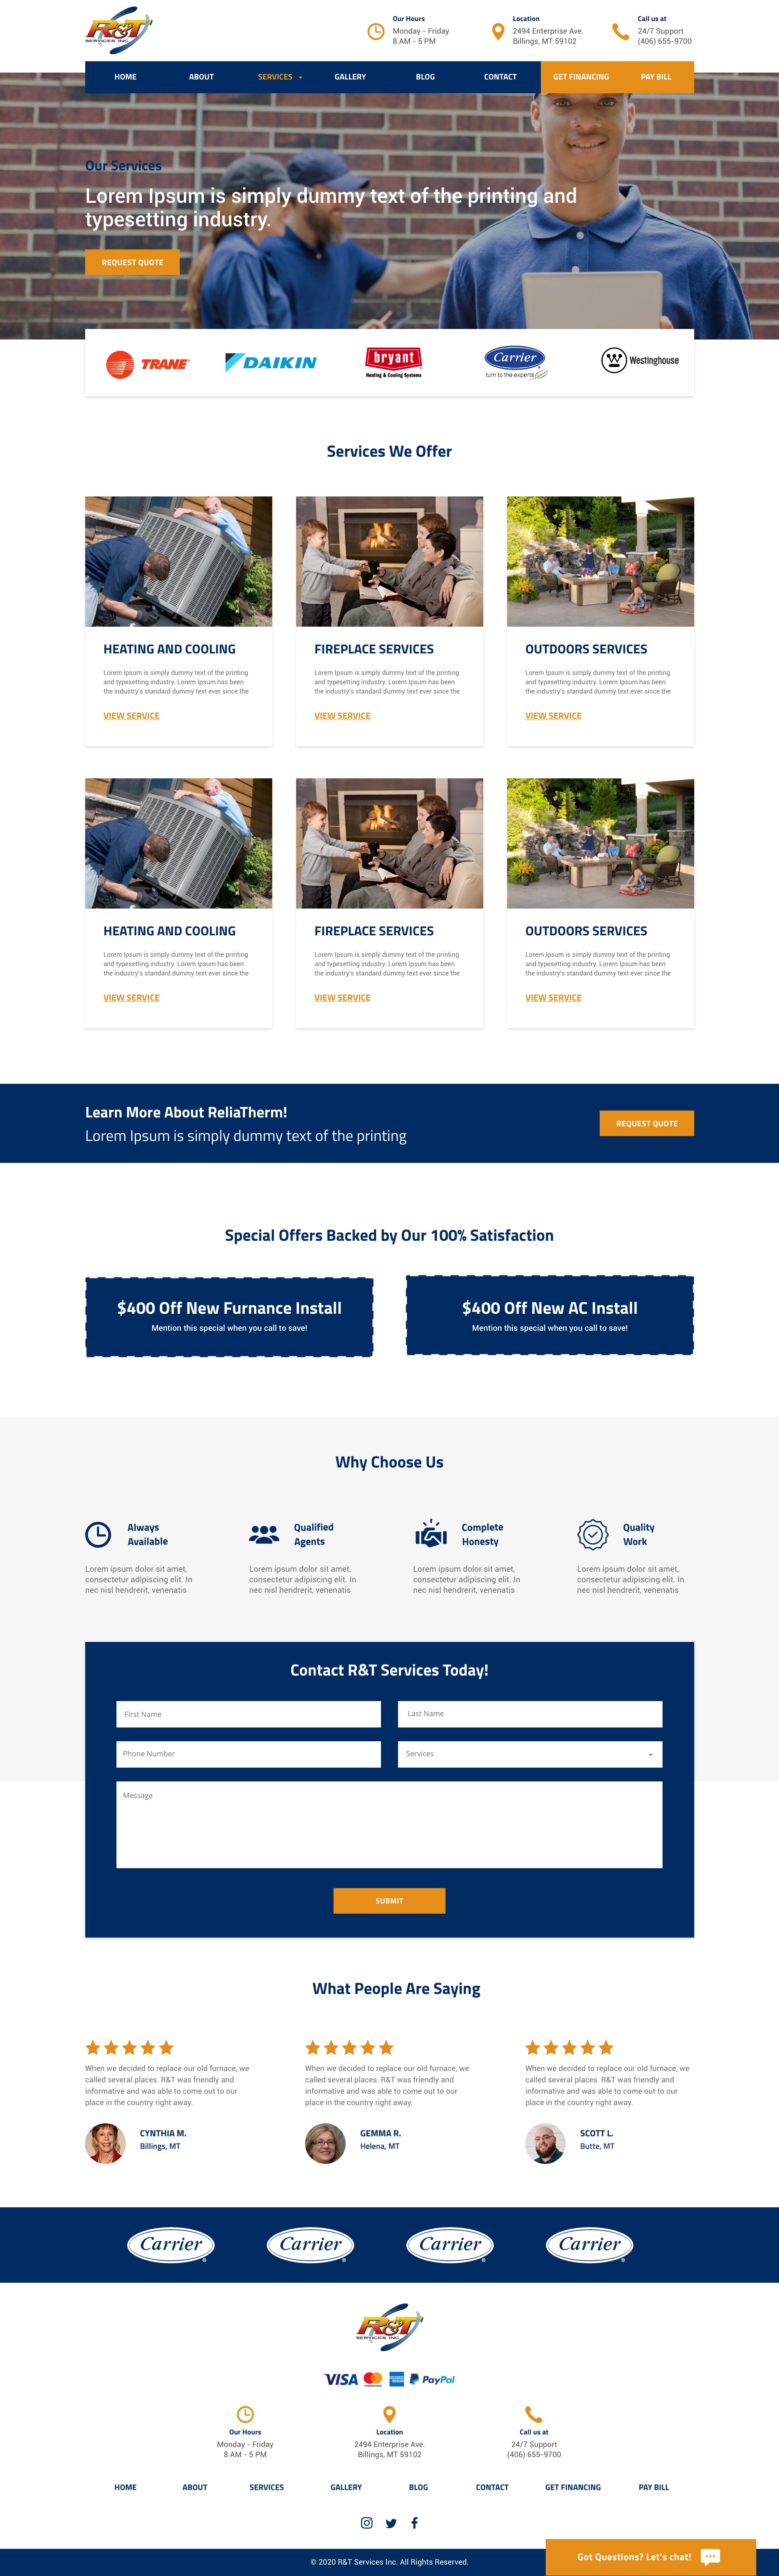 R&T
SERVICES INC.
Our Hours
Monday - Friday
8 AM - 5 PM
Location
2494 Enterprise Ave.
Billings, MT 59102
Call us at
24/7 Support
(406) 655-9700
HOME ABOUT SERVICES GALLERY BLOG CONTACT GET FINANCING PAY BILL
Our Services
Lorem Ipsum is simply dummy text of the printing and
typesetting industry.
REQUEST QUOTE
TRANE
DAIKIN
bryant
Heating & Cooling Systems
Carrier
turn to the experts
Westinghouse
Services We Offer
HEATING AND COOLING
Lorem Ipsum is simply dummy text of the printing
and typesetting industry. Lorem Ipsum has been
the industry's standard dummy text ever since the
VIEW SERVICE
FIREPLACE SERVICES
Lorem Ipsum is simply dummy text of the printing
and typesetting industry. Lorem Ipsum has been
the industry's standard dummy text ever since the
VIEW SERVICE
OUTDOORS SERVICES
Lorem Ipsum is simply dummy text of the printing
and typesetting industry. Lorem Ipsum has been
the industry's standard dummy text ever since the
VIEW SERVICE
HEATING AND COOLING
Lorem Ipsum is simply dummy text of the printing
and typesetting industry. Lorem Ipsum has been
the industry's standard dummy text ever since the
VIEW SERVICE
FIREPLACE SERVICES
Lorem Ipsum is simply dummy text of the printing
and typesetting industry. Lorem Ipsum has been
the industry's standard dummy text ever since the
VIEW SERVICE
OUTDOORS SERVICES
Lorem Ipsum is simply dummy text of the printing
and typesetting industry. Lorem Ipsum has been
the industry's standard dummy text ever since the
VIEW SERVICE
Learn More About ReliaTherm!
Lorem Ipsum is simply dummy text of the printing
REQUEST QUOTE
Special Offers Backed by Our 100% Satisfaction
$400 Off New Furnance Install
Mention this special when you call to save!
$400 Off New AC Install
Mention this special when you call to save!
Why Choose Us
Always
Available
Lorem ipsum dolor sit amet,
consectetur adipiscing elit. In
nec nisl hendrerit, venenatis
Qualified
Agents
Lorem ipsum dolor sit amet,
consectetur adipiscing elit. In
nec nisl hendrerit, venenatis
Complete
Honesty
Lorem ipsum dolor sit amet,
consectetur adipiscing elit. In
nec nisl hendrerit, venenatis
Quality
Work
Lorem ipsum dolor sit amet,
consectetur adipiscing elit. In
nec nisl hendrerit, venenatis
Contact R&T Services Today!
First Name
Last Name
Phone Number
Services
Message
SUBMIT
What People Are Saying
When we decided to replace our old furnace, we
called several places. R&T was friendly and
informative and was able to come out to our
place in the country right away.
CYNTHIA M.
Billings, MT
When we decided to replace our old furnace, we
called several places. R&T was friendly and
informative and was able to come out to our
place in the country right away.
GEMMA R.
Helena, MT
When we decided to replace our old furnace, we
called several places. R&T was friendly and
informative and was able to come out to our
place in the country right away.
SCOTT L.
Butte, MT
Carrier Carrier Carrier Carrier
R&T
SERVICES INC.
VISA PayPal
Our Hours
Monday - Friday
8 AM - 5 PM
Location
2494 Enterprise Ave.
Billings, MT 59102
Call us at
24/7 Support
(406) 655-9700
HOME ABOUT SERVICES GALLERY BLOG CONTACT GET FINANCING PAY BILL
© 2020 R&T Services Inc. All Rights Reserved.
Got Questions? Let's chat!